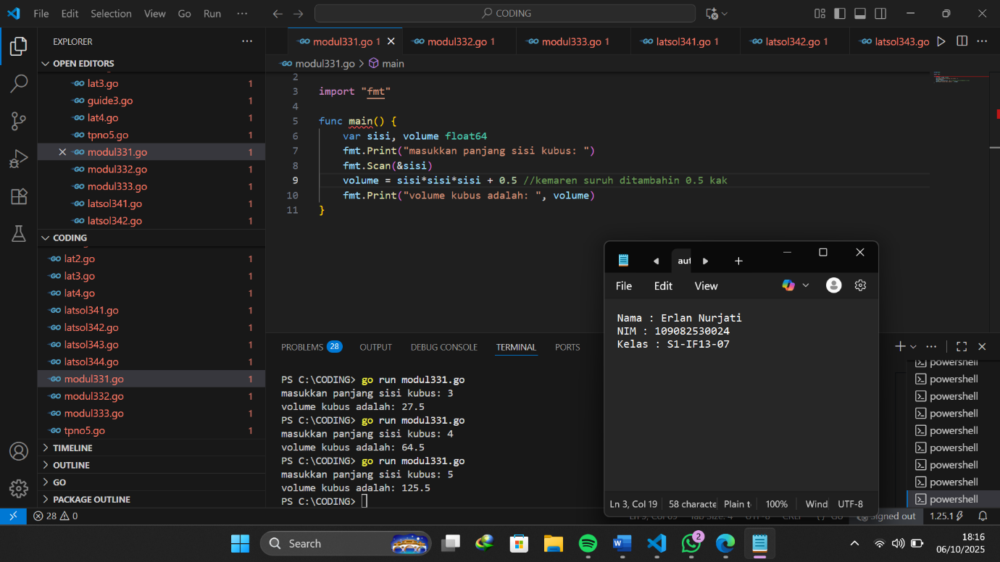 File Edit Selection View Go Run ···
CODING
EXPLORER
OPEN EDITORS
lat3.go 1
guide3.go 1
lat4.go 1
tpno5.go 1
modul331.go 1
modul332.go 1
modul333.go 1
latsol341.go 1
latsol342.go 1
CODING
lat2.go 1
lat3.go 1
lat4.go 1
latsol341.go 1
latsol342.go 1
latsol343.go 1
latsol344.go 1
modul331.go 1
modul332.go 1
modul333.go 1
tpno5.go 1
TIMELINE
OUTLINE
GO
PACKAGE OUTLINE
modul331.go 1 modul332.go 1 modul333.go 1 latsol341.go 1 latsol342.go 1 latsol343.go
modul331.go > main
2
3 import "fmt"
4
5 func main() {
6 var sisi, volume float64
7 fmt.Print("masukkan panjang sisi kubus: ")
8 fmt.Scan(&sisi)
9 volume = sisi*sisi*sisi + 0.5 //kemaren suruh ditambahin 0.5 kak
10 fmt.Print("volume kubus adalah: ", volume)
11 }
PROBLEMS 28 OUTPUT DEBUG CONSOLE TERMINAL PORTS
PS C:\CODING> go run modul331.go
masukkan panjang sisi kubus: 3
volume kubus adalah: 27.5
PS C:\CODING> go run modul331.go
masukkan panjang sisi kubus: 4
volume kubus adalah: 64.5
PS C:\CODING> go run modul331.go
masukkan panjang sisi kubus: 5
volume kubus adalah: 125.5
PS C:\CODING>
powershell
powershell
powershell
powershell
powershell
powershell
powershell
powershell
powershell
aut
File Edit View
Nama : Erlan Nurjati
NIM : 109082530024
Kelas : S1-IF13-07
Ln 3, Col 19 58 characte Plain t 100% Wind UTF-8
28 0
Signed out 1.25.1
Search
2
18:16
06/10/2025